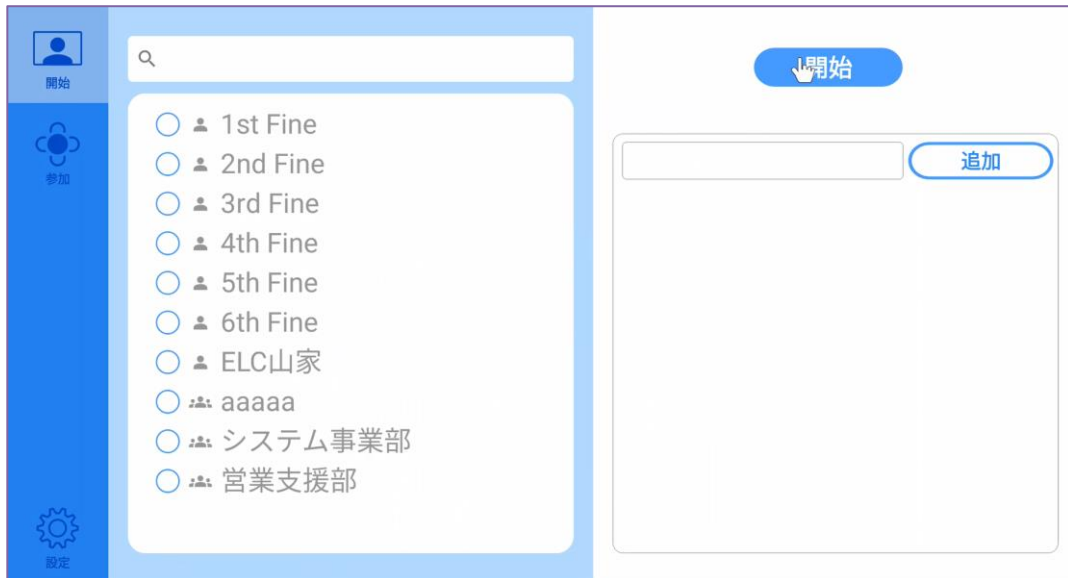 開始
参加
設定
1st Fine
2nd Fine
3rd Fine
4th Fine
5th Fine
6th Fine
ELC山家
aaaaa
システム事業部
営業支援部
開始
追加